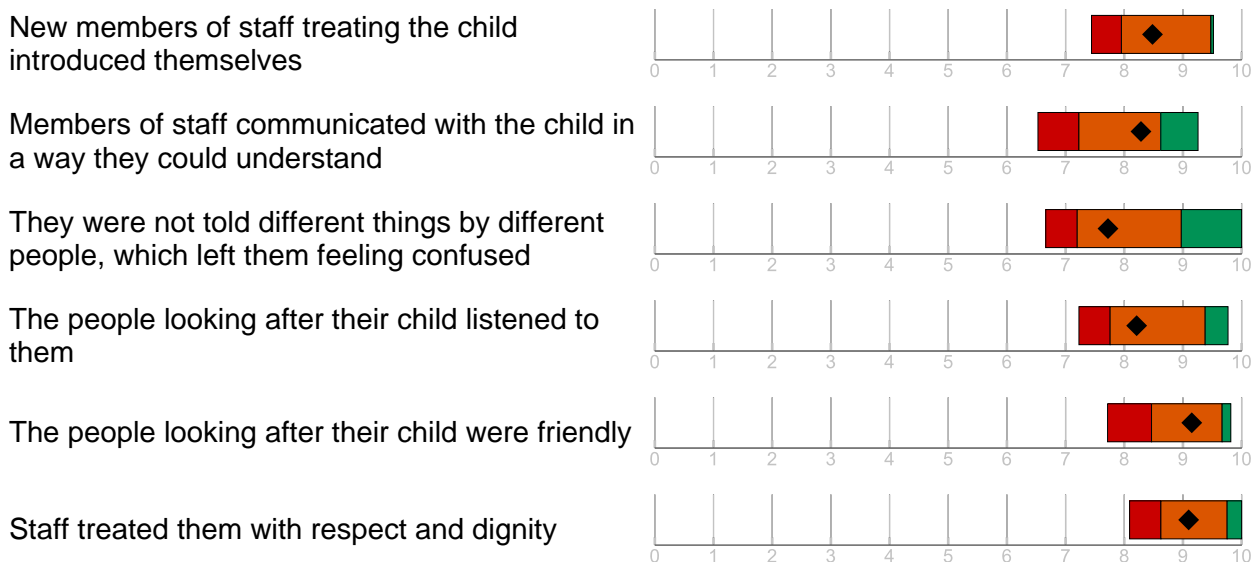 New members of staff treating the child
introduced themselves
0 1 2 3 4 5 6 7 8 9 10
Members of staff communicated with the child in
a way they could understand
0 1 2 3 4 5 6 7 8 9 10
They were not told different things by different
people, which left them feeling confused
0 1 2 3 4 5 6 7 8 9 10
The people looking after their child listened to
them
0 1 2 3 4 5 6 7 8 9 10
The people looking after their child were friendly
0 1 2 3 4 5 6 7 8 9 10
Staff treated them with respect and dignity
0 1 2 3 4 5 6 7 8 9 10